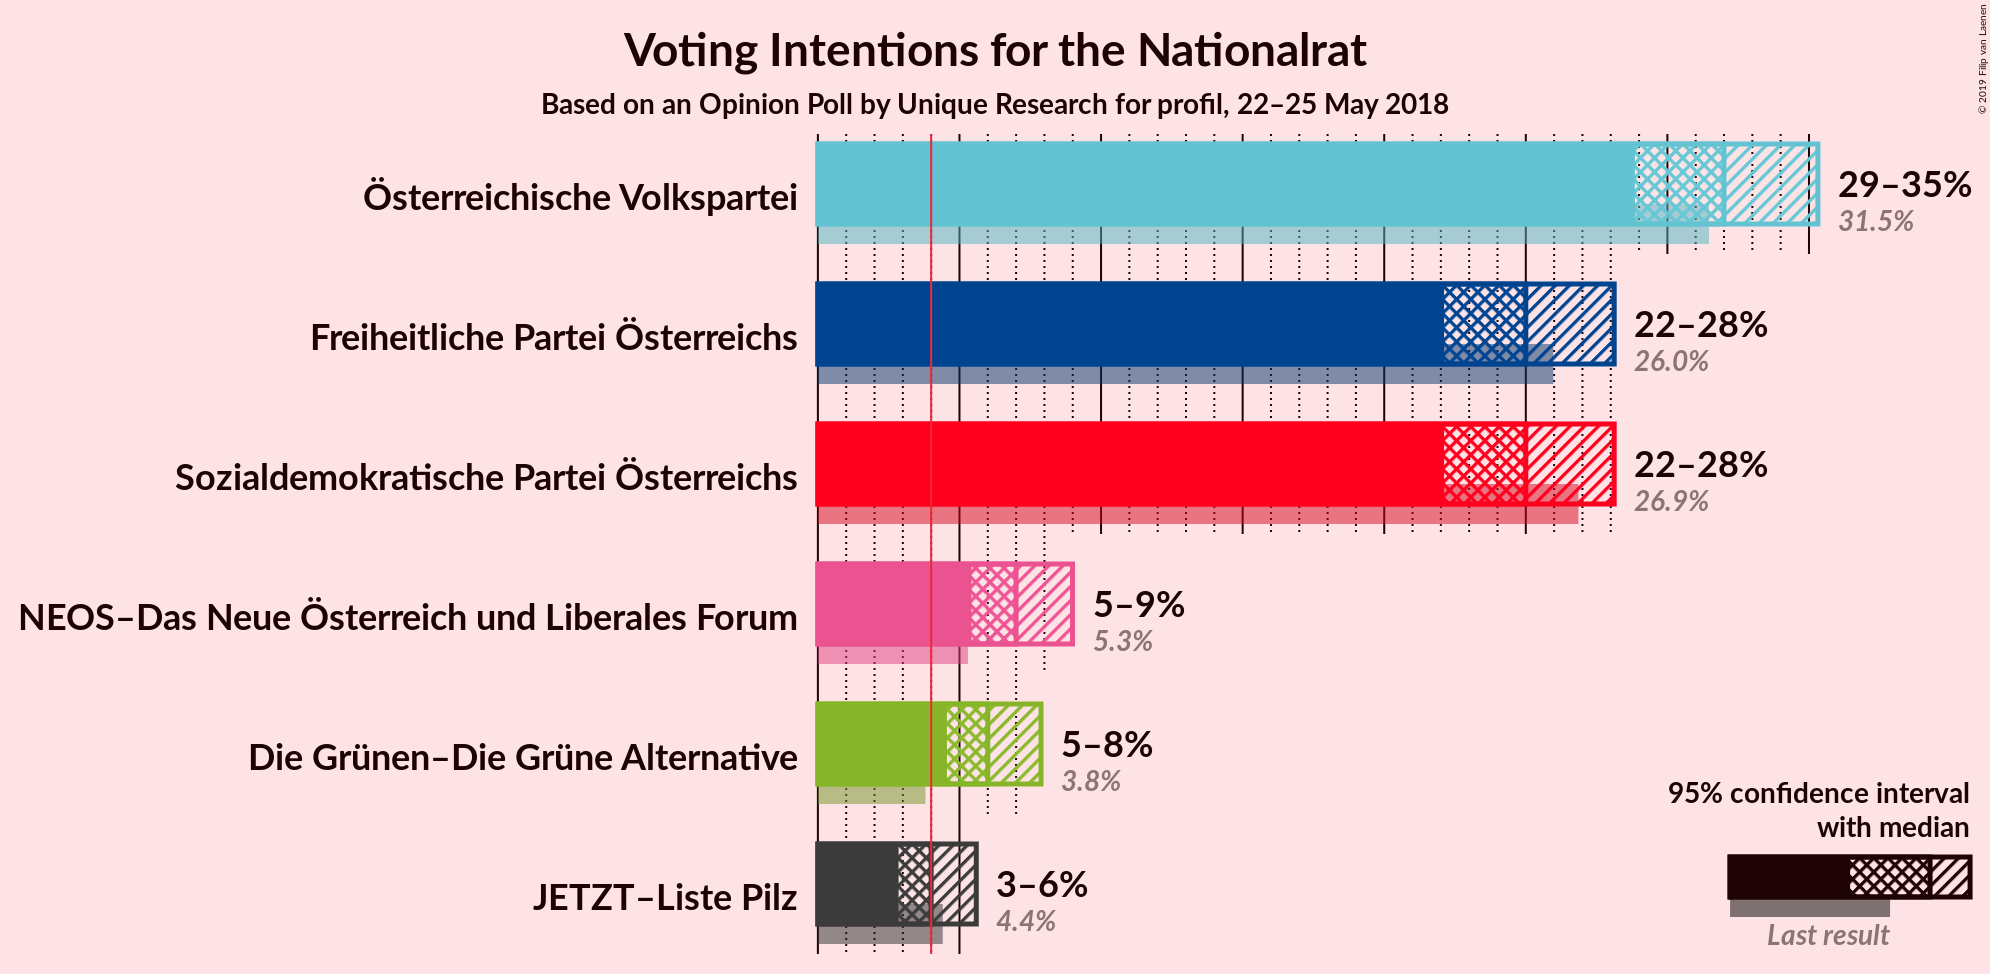 Voting Intentions for the Nationalrat
Based on an Opinion Poll by Unique Research for profil, 22–25 May 2018
© 2019 Filip van Laenen
Österreichische Volkspartei
29–35%
31.5%
Freiheitliche Partei Österreichs
22–28%
26.0%
Sozialdemokratische Partei Österreichs
22–28%
26.9%
NEOS–Das Neue Österreich und Liberales Forum
5–9%
5.3%
Die Grünen–Die Grüne Alternative
5–8%
3.8%
JETZT–Liste Pilz
3–6%
4.4%
95% confidence interval
with median
Last result